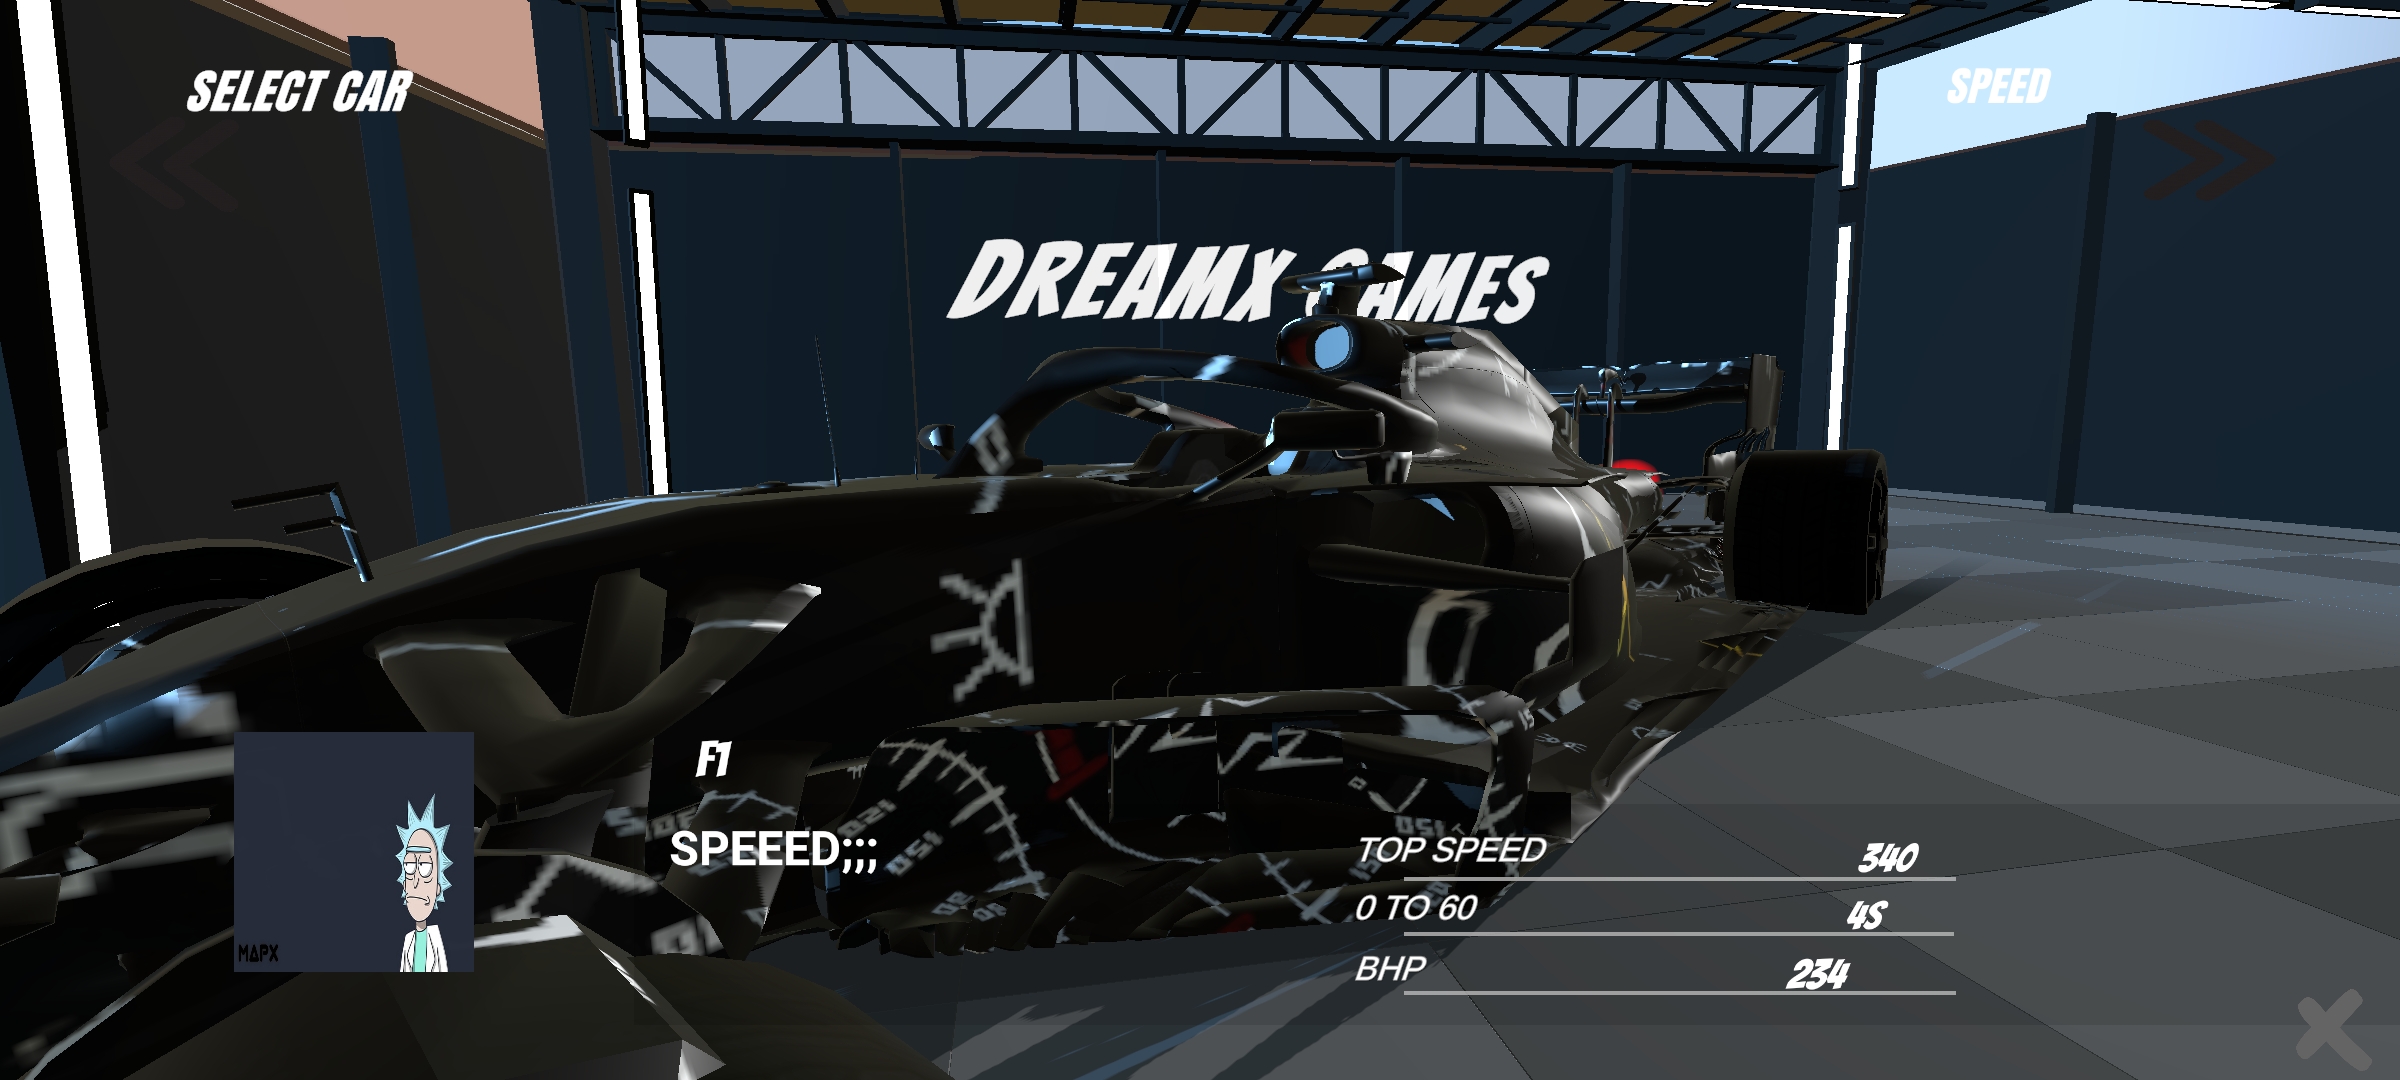 SELECT CAR
SPEED
DREAMX GAMES
F1
SPEEED;;;
MAPX
TOP SPEED 340
0 TO 60 4S
BHP 234